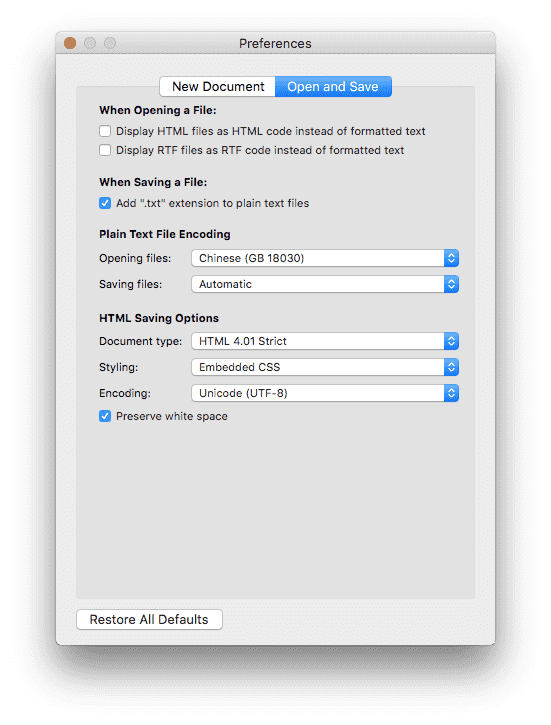 Preferences
New Document Open and Save
When Opening a File:
Display HTML files as HTML code instead of formatted text
Display RTF files as RTF code instead of formatted text
When Saving a File:
Add ".txt" extension to plain text files
Plain Text File Encoding
Opening files: Chinese (GB 18030)
Saving files: Automatic
HTML Saving Options
Document type: HTML 4.01 Strict
Styling: Embedded CSS
Encoding: Unicode (UTF-8)
Preserve white space
Restore All Defaults